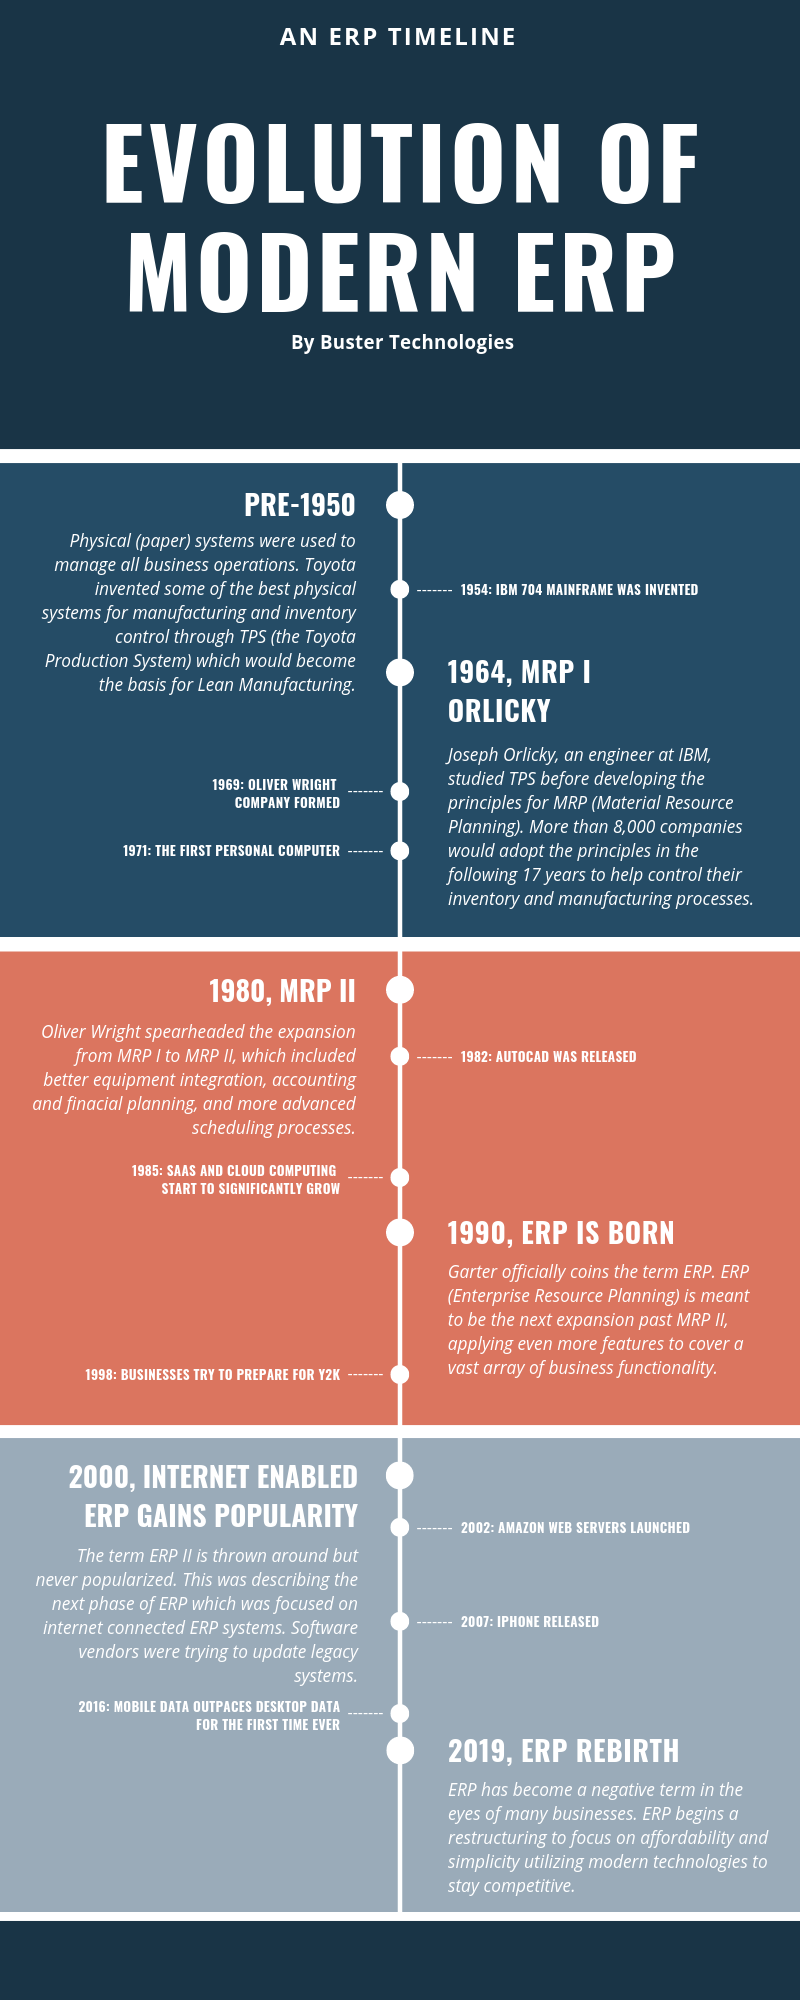 AN ERP TIMELINE
EVOLUTION OF
MODERN ERP
By Buster Technologies
PRE-1950
Physical (paper) systems were used to
manage all business operations. Toyota
invented some of the best physical
systems for manufacturing and inventory
control through TPS (the Toyota
Production System) which would become
the basis for Lean Manufacturing.
1954: IBM 704 MAINFRAME WAS INVENTED
1964, MRP I
ORLICKY
Joseph Orlicky, an engineer at IBM,
studied TPS before developing the
principles for MRP (Material Resource
Planning). More than 8,000 companies
would adopt the principles in the
following 17 years to help control their
inventory and manufacturing processes.
1969: OLIVER WRIGHT
COMPANY FORMED
1971: THE FIRST PERSONAL COMPUTER
1980, MRP II
Oliver Wright spearheaded the expansion
from MRP I to MRP II, which included
better equipment integration, accounting
and finacial planning, and more advanced
scheduling processes.
1982: AUTOCAD WAS RELEASED
1985: SAAS AND CLOUD COMPUTING
START TO SIGNIFICANTLY GROW
1990, ERP IS BORN
Garter officially coins the term ERP. ERP
(Enterprise Resource Planning) is meant
to be the next expansion past MRP II,
applying even more features to cover a
vast array of business functionality.
1998: BUSINESSES TRY TO PREPARE FOR Y2K
2000, INTERNET ENABLED
ERP GAINS POPULARITY
The term ERP II is thrown around but
never popularized. This was describing the
next phase of ERP which was focused on
internet connected ERP systems. Software
vendors were trying to update legacy
systems.
2002: AMAZON WEB SERVERS LAUNCHED
2007: IPHONE RELEASED
2016: MOBILE DATA OUTPACES DESKTOP DATA
FOR THE FIRST TIME EVER
2019, ERP REBIRTH
ERP has become a negative term in the
eyes of many businesses. ERP begins a
restructuring to focus on affordability and
simplicity utilizing modern technologies to
stay competitive.